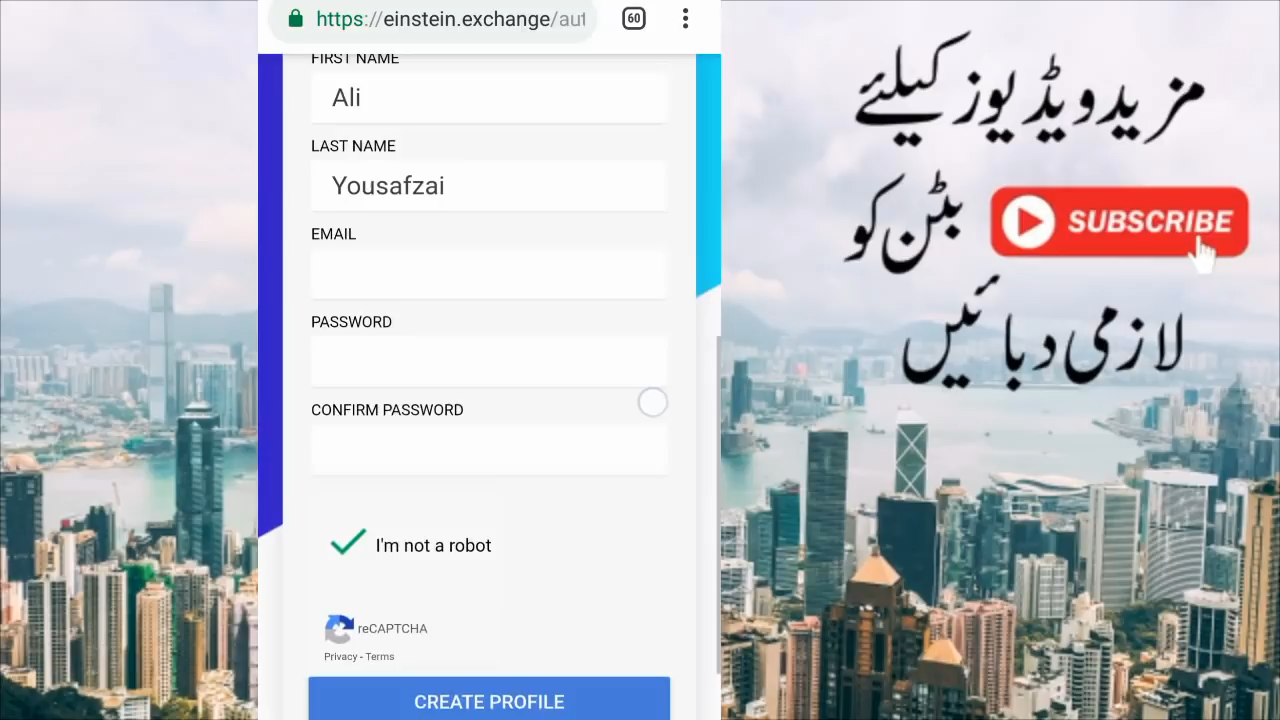 https://einstein.exchange/aut
60
FIRST NAME
Ali
LAST NAME
Yousafzai
EMAIL
PASSWORD
CONFIRM PASSWORD
I'm not a robot
reCAPTCHA
Privacy - Terms
CREATE PROFILE
مزید ویڈیوز کیلئے
بٹن کو
SUBSCRIBE
لازمی دبائیں